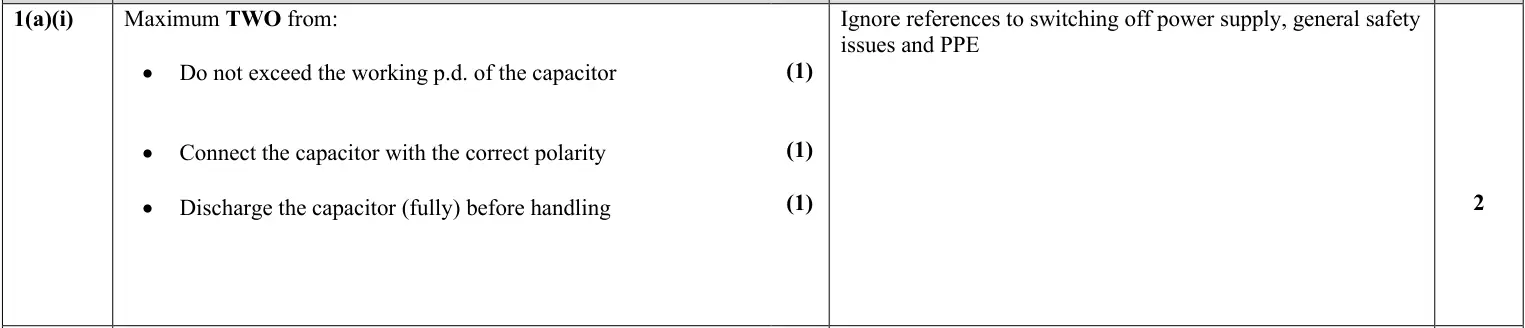 1(a)(i)
Maximum TWO from:
• Do not exceed the working p.d. of the capacitor (1)
• Connect the capacitor with the correct polarity (1)
• Discharge the capacitor (fully) before handling (1)
Ignore references to switching off power supply, general safety
issues and PPE
2